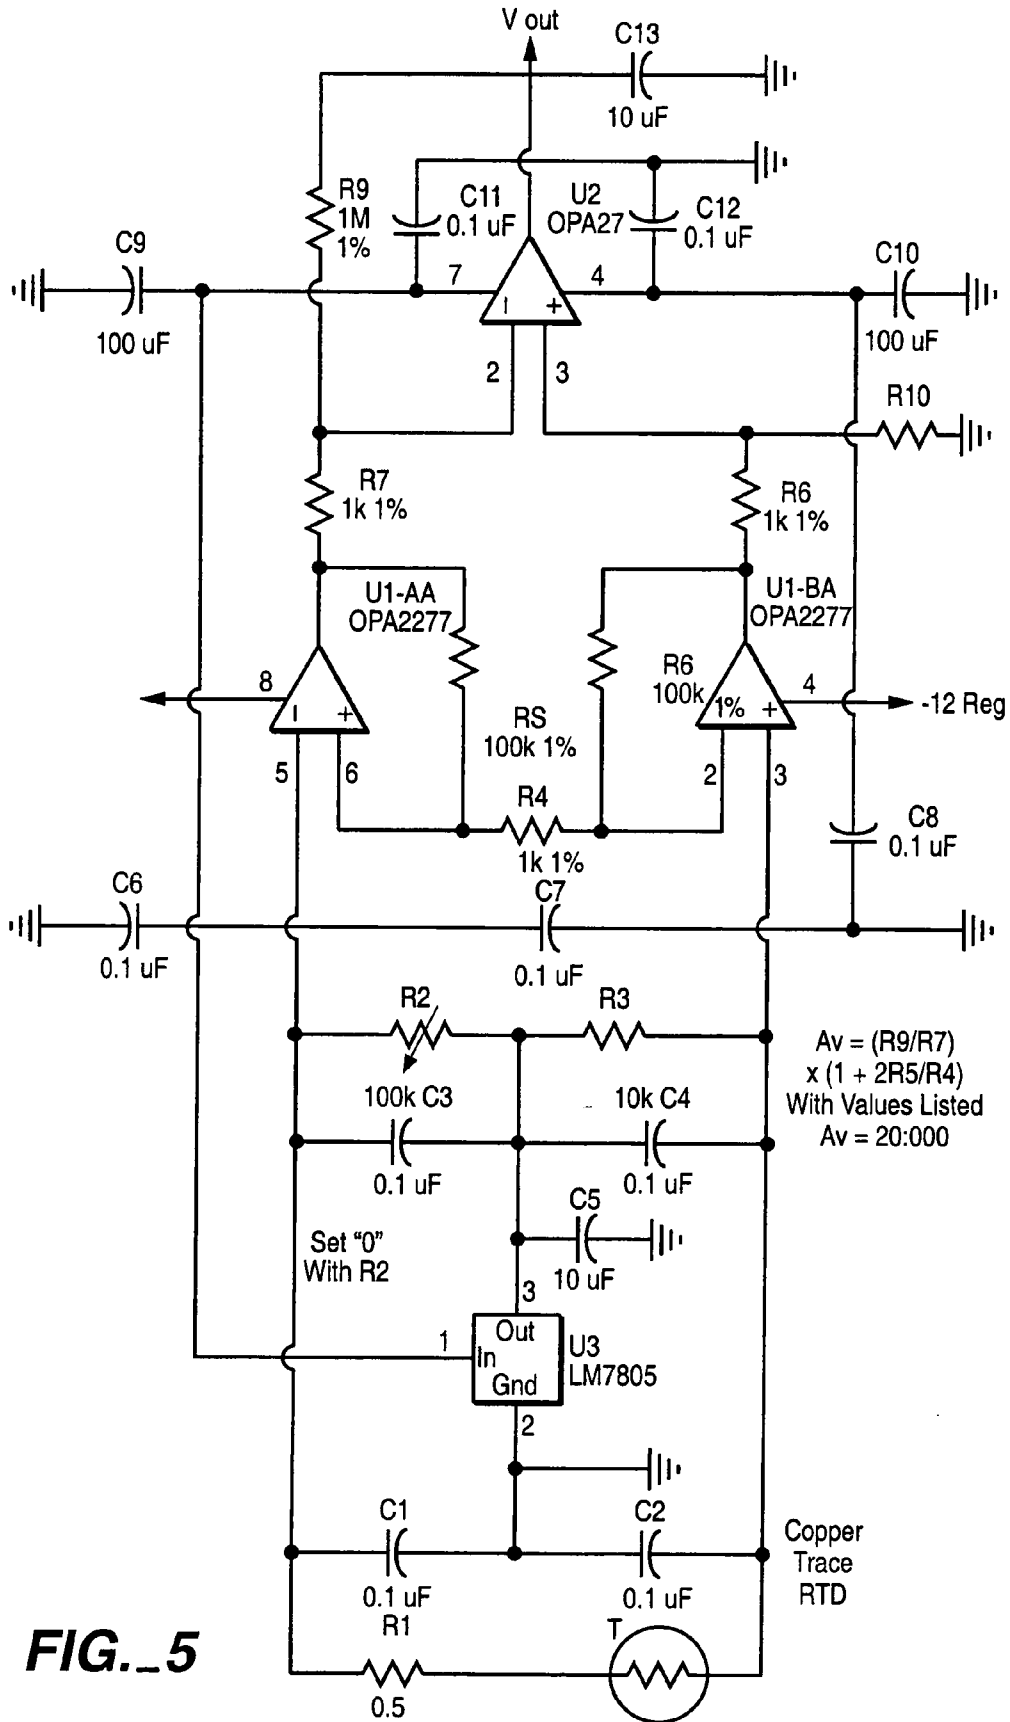 V out
C13
10 uF
R9
1M
1%
C11
0.1 uF
U2
OPA27
C12
0.1 uF
C9
100 uF
7
4
C10
100 uF
I
+
2
3
R10
R7
1k 1%
R6
1k 1%
U1-AA
OPA2277
U1-BA
OPA2277
8
I
+
RS
100k 1%
R6
100k
1%
+
4
-12 Reg
5
6
R4
1k 1%
2
3
C8
0.1 uF
C6
0.1 uF
C7
0.1 uF
R2
R3
100k C3
0.1 uF
10k C4
0.1 uF
Av = (R9/R7)
x (1 + 2R5/R4)
With Values Listed
Av = 20:000
C5
10 uF
Set "0"
With R2
3
Out
1
In
Gnd
U3
LM7805
2
C1
0.1 uF
C2
0.1 uF
Copper
Trace
RTD
R1
0.5
T
FIG._5